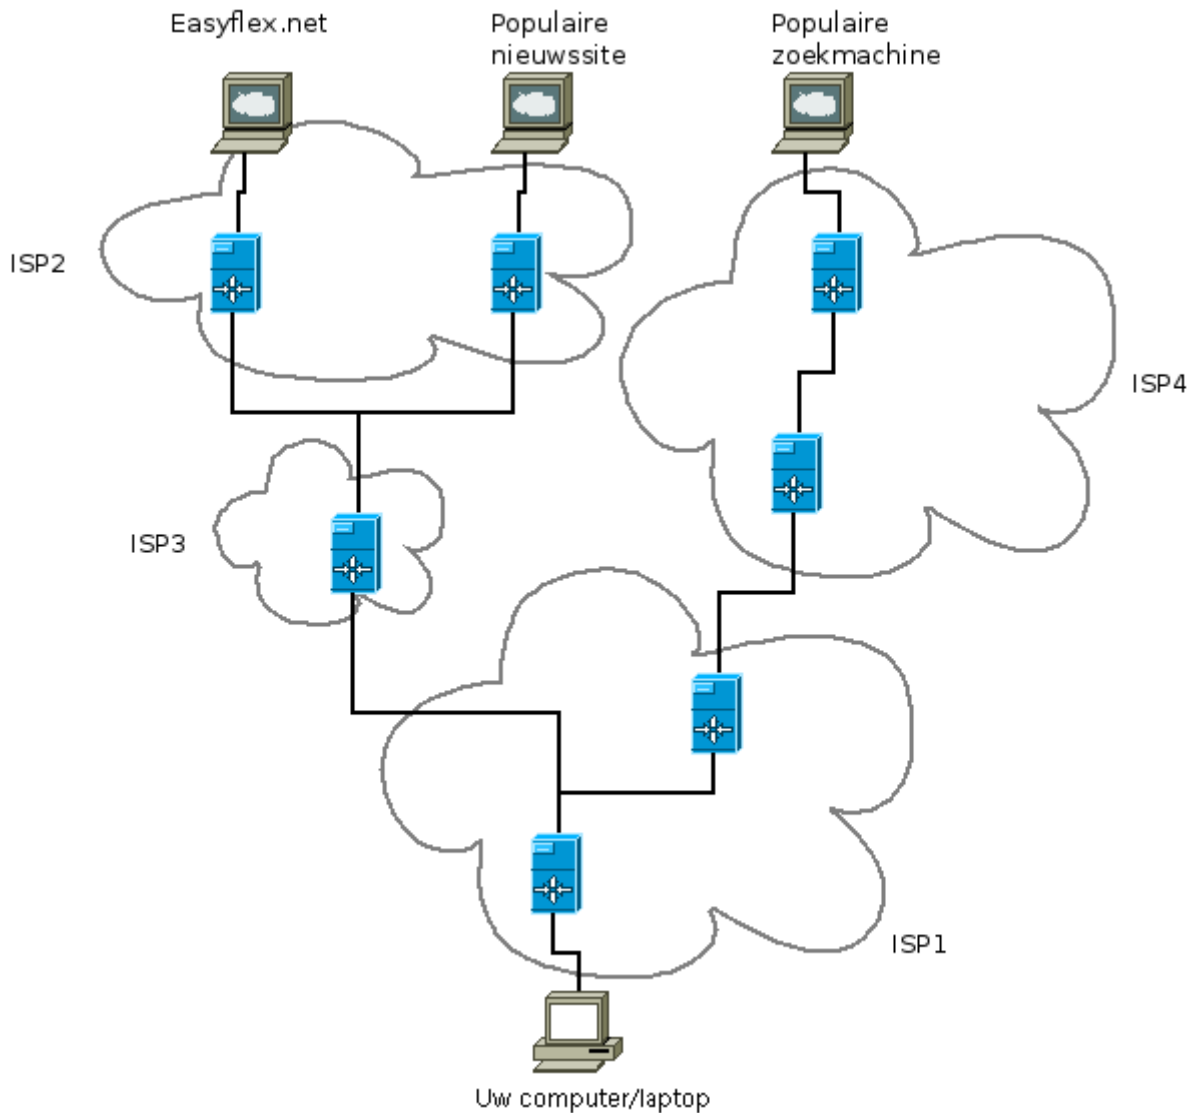 Easyflex.net
Populaire
nieuwssite
Populaire
zoekmachine
ISP2
ISP4
ISP3
ISP1
Uw computer/laptop